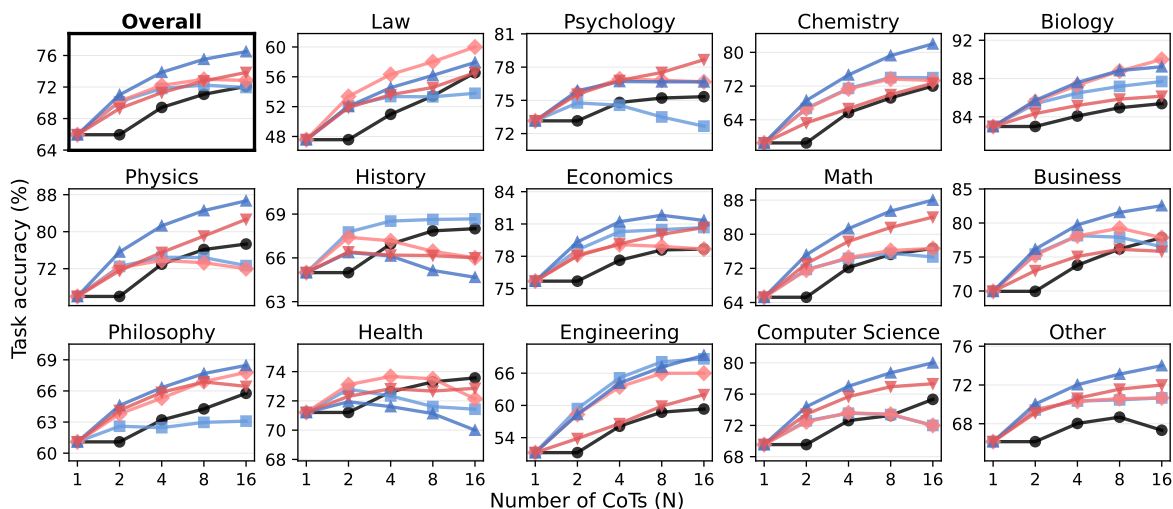 Overall
Law
Psychology
Chemistry
Biology
76
72
68
64
60
56
52
48
81
78
75
72
80
72
64
92
88
84
Physics
History
Economics
Math
Business
88
80
72
69
66
63
84
81
78
75
88
80
72
64
85
80
75
70
Philosophy
Health
Engineering
Computer Science
Other
69
66
63
60
74
72
70
68
66
60
54
80
76
72
68
76
72
68
1 2 4 8 16
1 2 4 8 16
1 2 4 8 16
1 2 4 8 16
1 2 4 8 16
Task accuracy (%)
Number of CoTs (N)